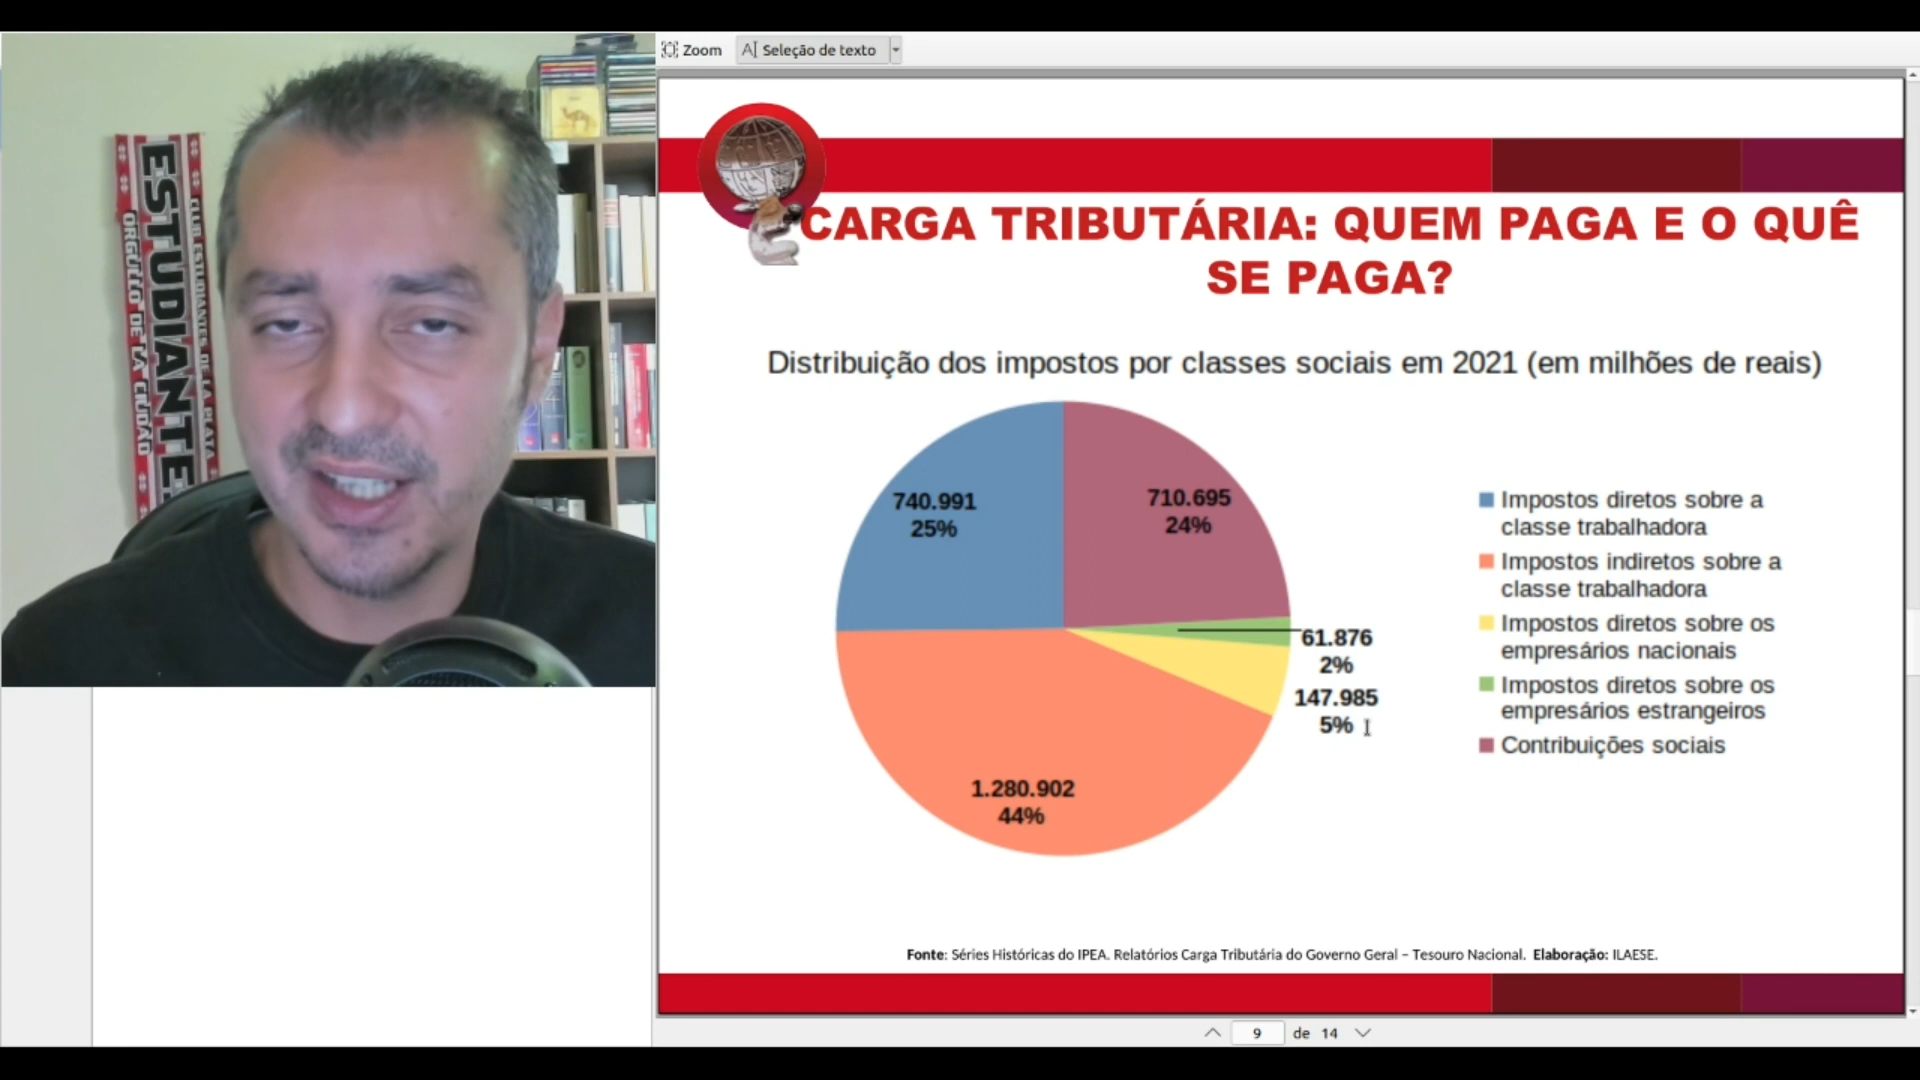 Zoom
Seleção de texto
ESTUDIANTE
CLUB ESTUDIANTES DE LA PLATA
CARGA TRIBUTÁRIA: QUEM PAGA E O QUÊ
SE PAGA?
Distribuição dos impostos por classes sociais em 2021 (em milhões de reais)
740.991
25%
710.695
24%
61.876
2%
147.985
5%
1.280.902
44%
Impostos diretos sobre a
classe trabalhadora
Impostos indiretos sobre a
classe trabalhadora
Impostos diretos sobre os
empresários nacionais
Impostos diretos sobre os
empresários estrangeiros
Contribuições sociais
Fonte: Séries Históricas do IPEA. Relatórios Carga Tributária do Governo Geral – Tesouro Nacional. Elaboração: ILAESE.
9 de 14